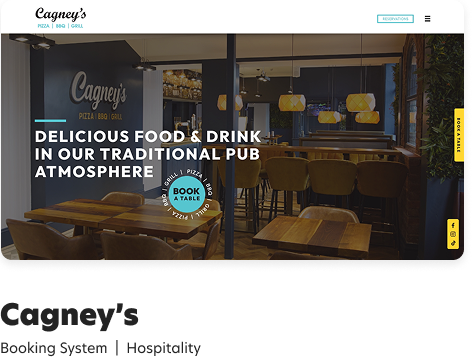 Cagney's
PIZZA | BBQ | GRILL
RESERVATIONS
Cagney's
PIZZA | BBQ | GRILL
BOOK A TABLE
DELICIOUS FOOD & DRINK
IN OUR TRADITIONAL PUB
ATMOSPHERE
PIZZA | BBQ | GRILL | PIZZA | BBQ | GRILL |
BOOK
A TABLE
Cagney's
Booking System | Hospitality